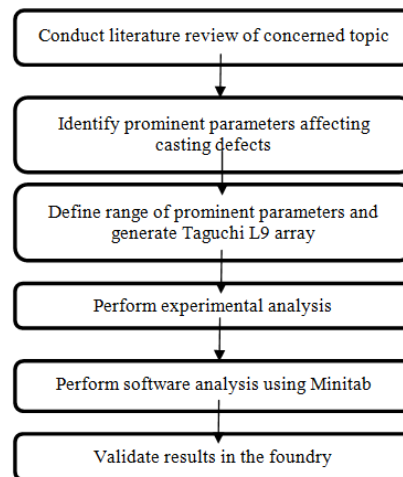 Conduct literature review of concerned topic
Identify prominent parameters affecting
casting defects
Define range of prominent parameters and
generate Taguchi L9 array
Perform experimental analysis
Perform software analysis using Minitab
Validate results in the foundry